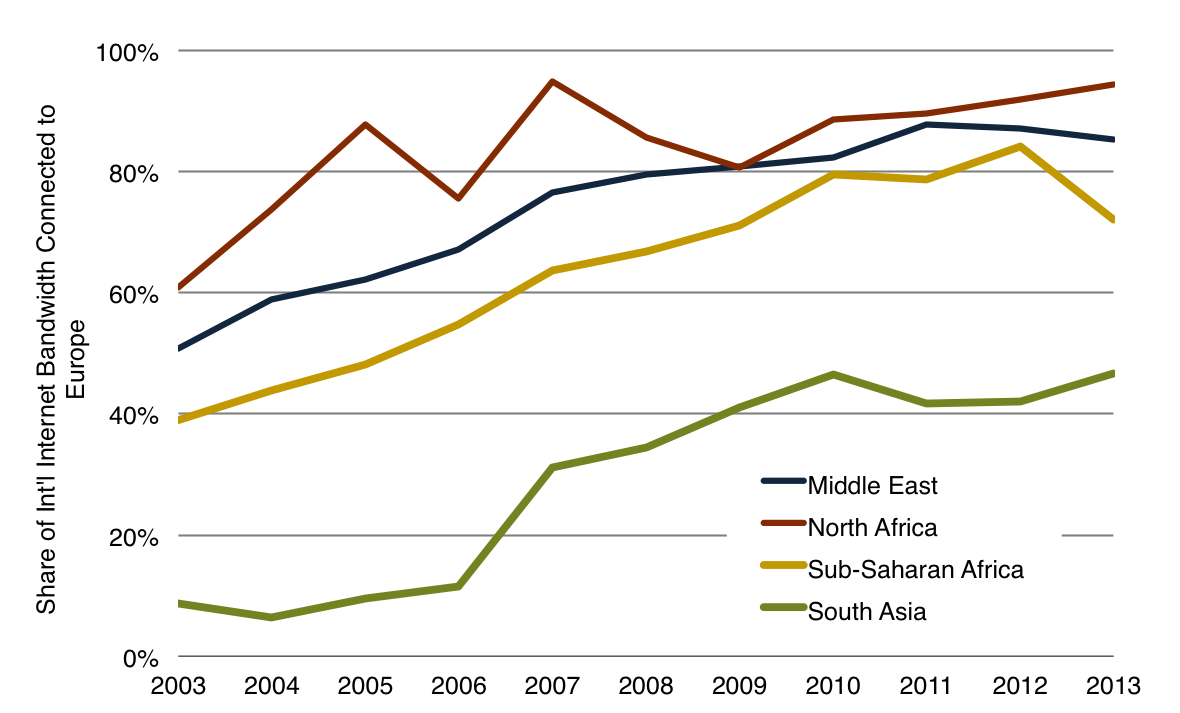 Share of Int'l Internet Bandwidth Connected to
Europe
100%
80%
60%
40%
20%
0%
2003 2004 2005 2006 2007 2008 2009 2010 2011 2012 2013
Middle East
North Africa
Sub-Saharan Africa
South Asia